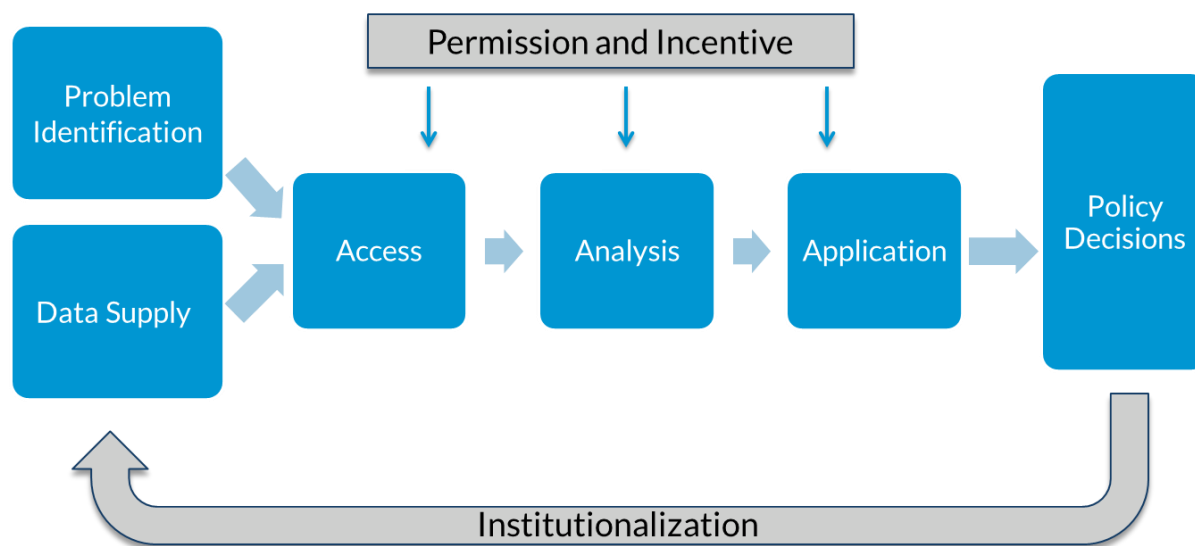 Permission and Incentive
Problem
Identification
Data Supply
Access
Analysis
Application
Policy
Decisions
Institutionalization